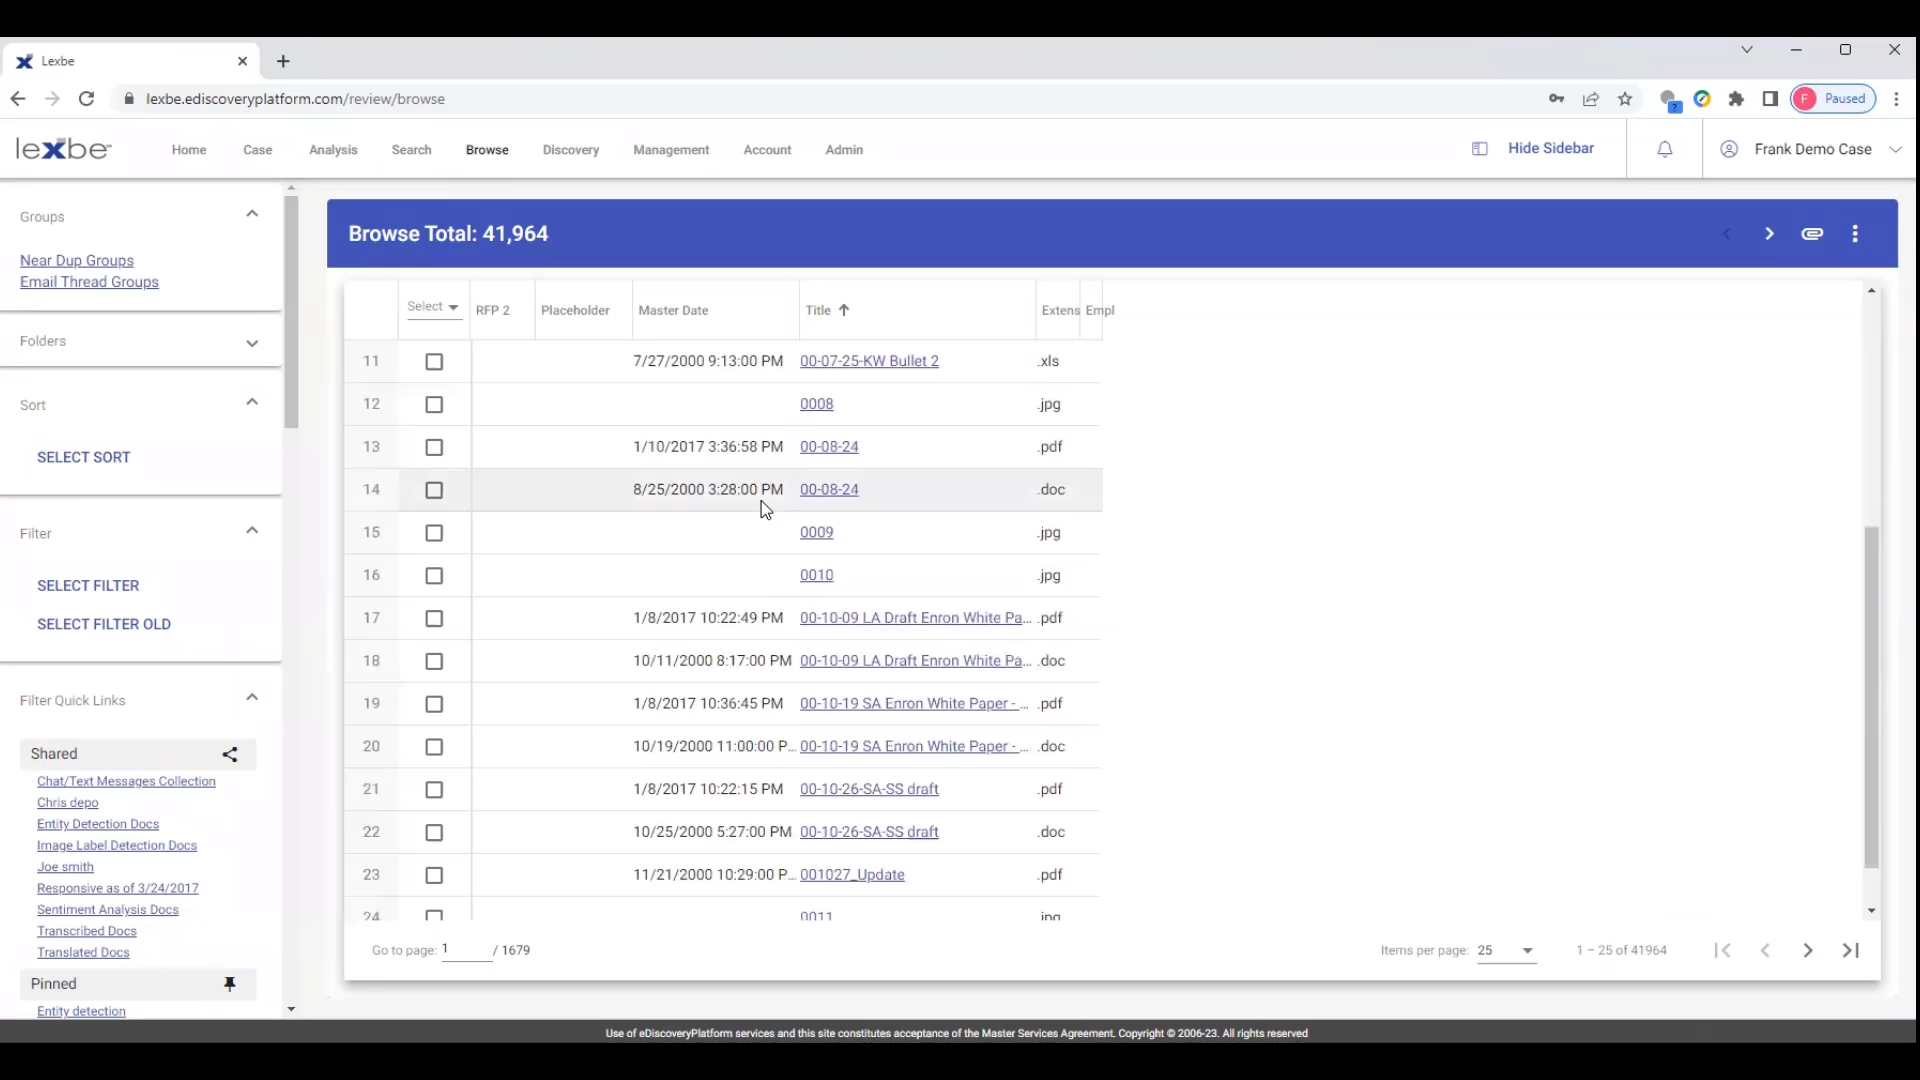 Lexbe
lexbe.ediscoveryplatform.com/review/browse
?
F Paused
lexbe
Home Case Analysis Search Browse Discovery Management Account Admin
Hide Sidebar
Frank Demo Case
Groups
Near Dup Groups
Email Thread Groups
Folders
Sort
SELECT SORT
Filter
SELECT FILTER
SELECT FILTER OLD
Filter Quick Links
Shared
Chat/Text Messages Collection
Chris depo
Entity Detection Docs
Image Label Detection Docs
Joe smith
Responsive as of 3/24/2017
Sentiment Analysis Docs
Transcribed Docs
Translated Docs
Pinned
Entity detection
Browse Total: 41,964
Select RFP 2 Placeholder Master Date Title Extens Empl
11 7/27/2000 9:13:00 PM 00-07-25-KW Bullet 2 .xls
12 0008 .jpg
13 1/10/2017 3:36:58 PM 00-08-24 .pdf
14 8/25/2000 3:28:00 PM 00-08-24 .doc
15 0009 .jpg
16 0010 .jpg
17 1/8/2017 10:22:49 PM 00-10-09 LA Draft Enron White Pa... .pdf
18 10/11/2000 8:17:00 PM 00-10-09 LA Draft Enron White Pa... .doc
19 1/8/2017 10:36:45 PM 00-10-19 SA Enron White Paper - ... .pdf
20 10/19/2000 11:00:00 P... 00-10-19 SA Enron White Paper - ... .doc
21 1/8/2017 10:22:15 PM 00-10-26-SA-SS draft .pdf
22 10/25/2000 5:27:00 PM 00-10-26-SA-SS draft .doc
23 11/21/2000 10:29:00 P... 001027_Update .pdf
24 0011 .jpg
Go to page: 1 / 1679
Items per page: 25
1 – 25 of 41964
Use of eDiscoveryPlatform services and this site constitutes acceptance of the Master Services Agreement. Copyright © 2006-23. All rights reserved